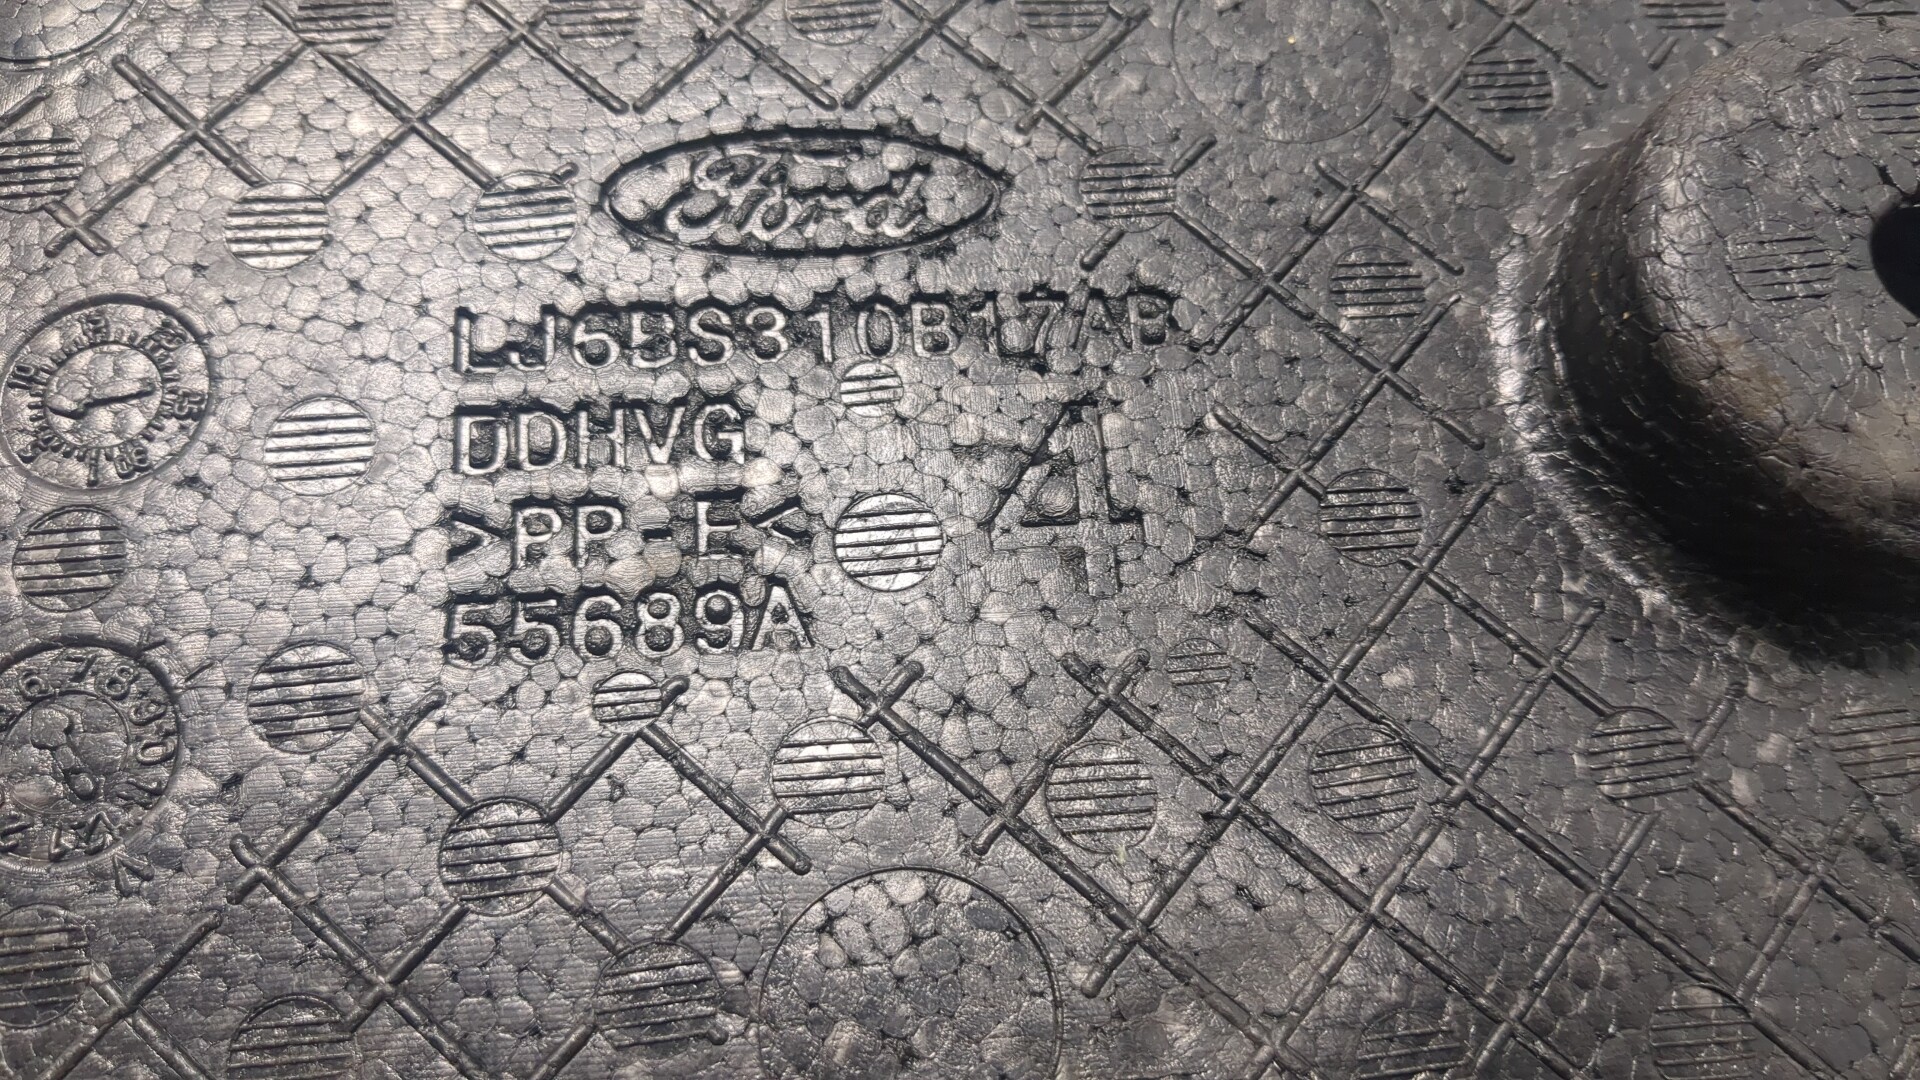 Ford
LJ6BS310B17AB
DDHVG
>PP-E<
55689A
4